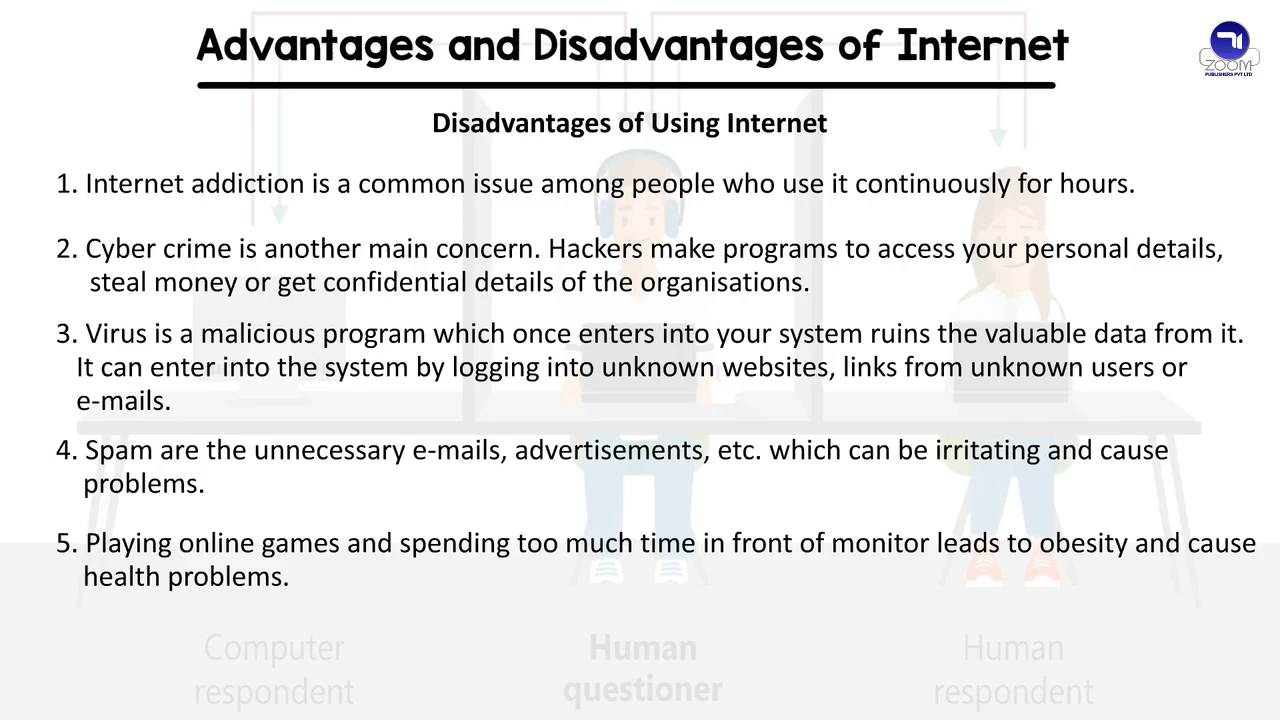 Advantages and Disadvantages of Internet
ZOOM
PUBLISHERS PVT LTD
Disadvantages of Using Internet
1. Internet addiction is a common issue among people who use it continuously for hours.
2. Cyber crime is another main concern. Hackers make programs to access your personal details,
steal money or get confidential details of the organisations.
3. Virus is a malicious program which once enters into your system ruins the valuable data from it.
It can enter into the system by logging into unknown websites, links from unknown users or
e-mails.
4. Spam are the unnecessary e-mails, advertisements, etc. which can be irritating and cause
problems.
5. Playing online games and spending too much time in front of monitor leads to obesity and cause
health problems.
Computer
respondent
Human
questioner
Human
respondent